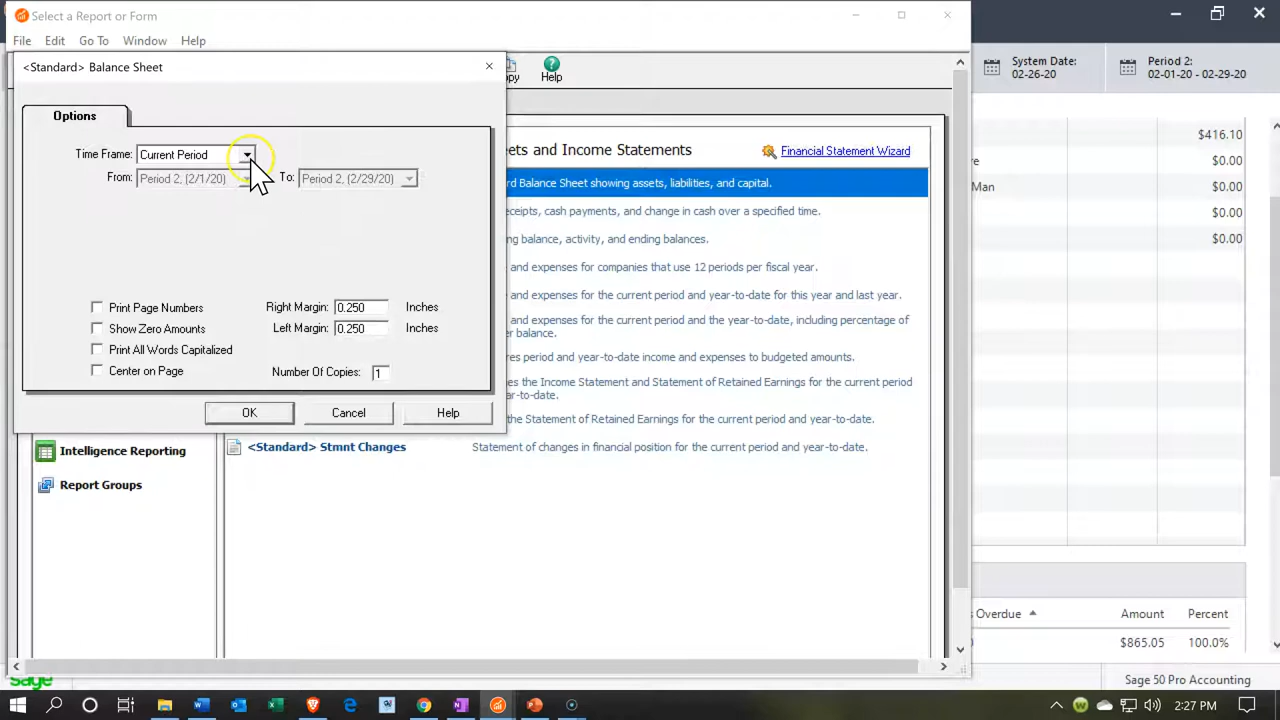 Select a Report or Form
File Edit Go To Window Help
<Standard> Balance Sheet
Options
Time Frame: Current Period
From: Period 2, (2/1/20) To: Period 2, (2/29/20)
Print Page Numbers
Show Zero Amounts
Print All Words Capitalized
Center on Page
Right Margin: 0.250 Inches
Left Margin: 0.250 Inches
Number Of Copies: 1
OK Cancel Help
Help
and Income Statements
Financial Statement Wizard
Balance Sheet showing assets, liabilities, and capital.
cash payments, and change in cash over a specified time.
balance, activity, and ending balances.
and expenses for companies that use 12 periods per fiscal year.
and expenses for the current period and year-to-date for this year and last year.
and expenses for the current period and the year-to-date, including percentage of
balance.
period and year-to-date income and expenses to budgeted amounts.
the Income Statement and Statement of Retained Earnings for the current period
the Statement of Retained Earnings for the current period and year-to-date.
<Standard> Stmnt Changes
Statement of changes in financial position for the current period and year-to-date.
Intelligence Reporting
Report Groups
System Date:
02-26-20
Period 2:
02-01-20 - 02-29-20
$416.10
$0.00
Man $0.00
$0.00
$0.00
Overdue Amount Percent
$865.05 100.0%
sage
Sage 50 Pro Accounting
2:27 PM